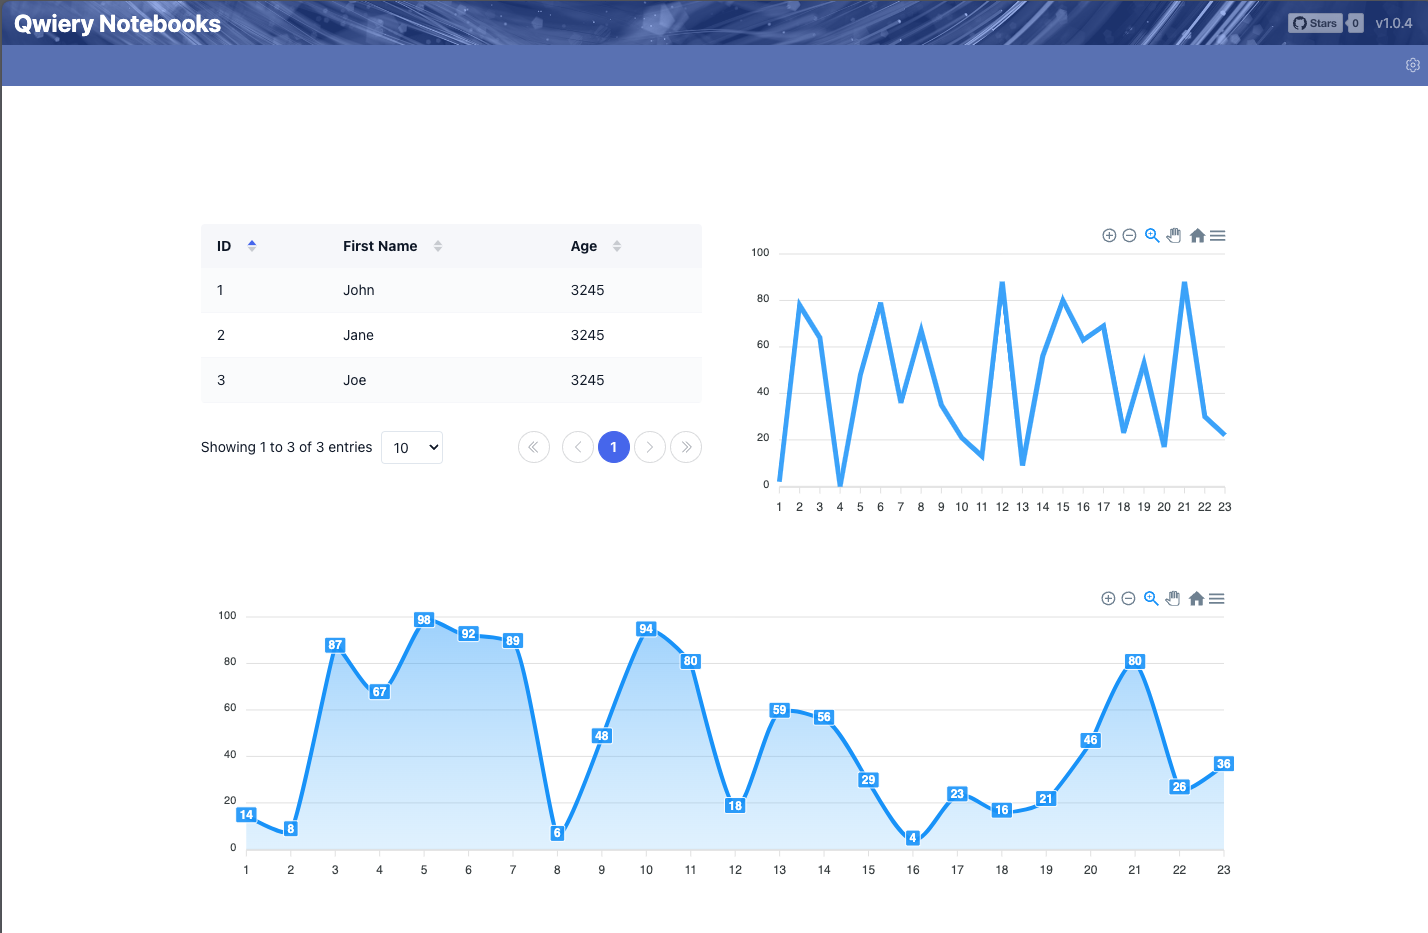 Qwiery Notebooks
Stars 0 v1.0.4
ID First Name Age
1 John 3245
2 Jane 3245
3 Joe 3245
Showing 1 to 3 of 3 entries 10 1
100
80
60
40
20
0
1 2 3 4 5 6 7 8 9 10 11 12 13 14 15 16 17 18 19 20 21 22 23
100
80
60
40
20
0
14 8 87 67 98 92 89 6 48 94 80 18 59 56 29 4 23 16 21 46 80 26 36
1 2 3 4 5 6 7 8 9 10 11 12 13 14 15 16 17 18 19 20 21 22 23